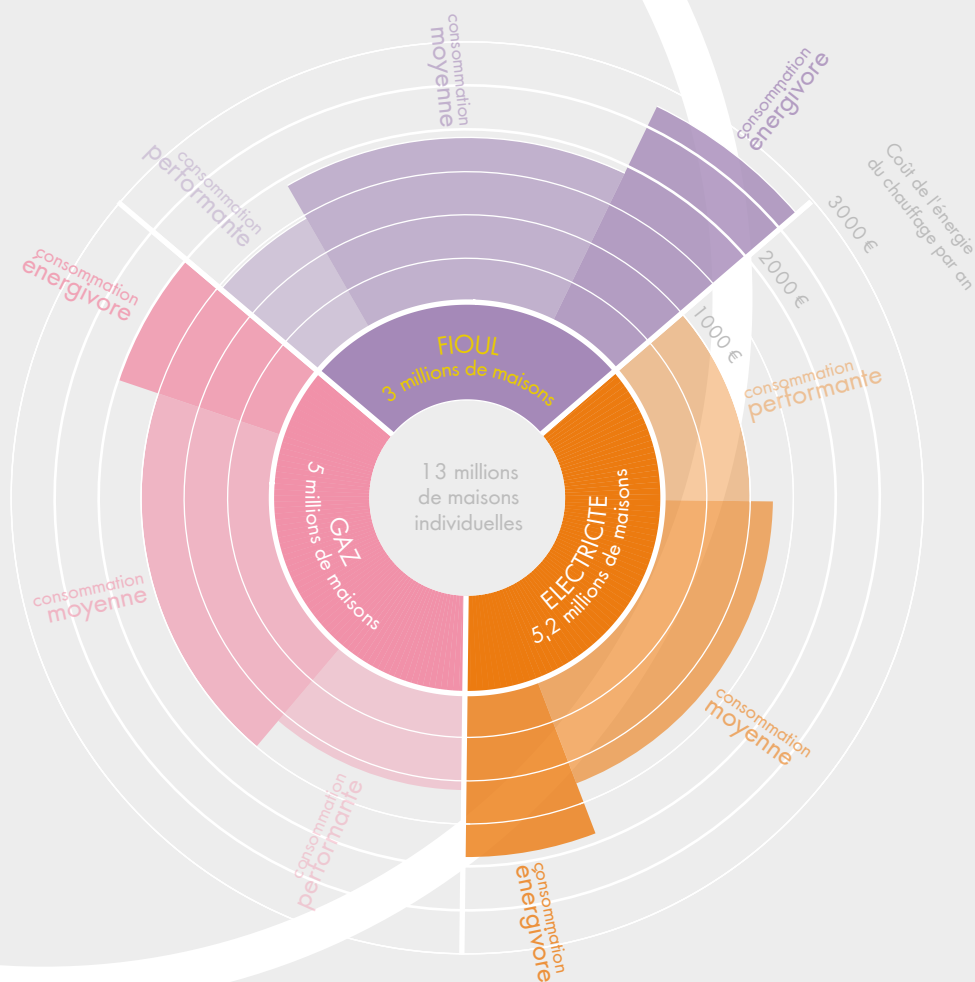 consommation
moyenne
consommation
énergivore
consommation
performante
Coût de l'énergie
du chauffage par an
3000 €
2000 €
1000 €
consommation
énergivore
FIOUL
3 millions de maisons
consommation
performante
13 millions
de maisons
individuelles
GAZ
5 millions de maisons
ELECTRICITE
5,2 millions de maisons
consommation
moyenne
consommation
moyenne
consommation
performante
consommation
énergivore